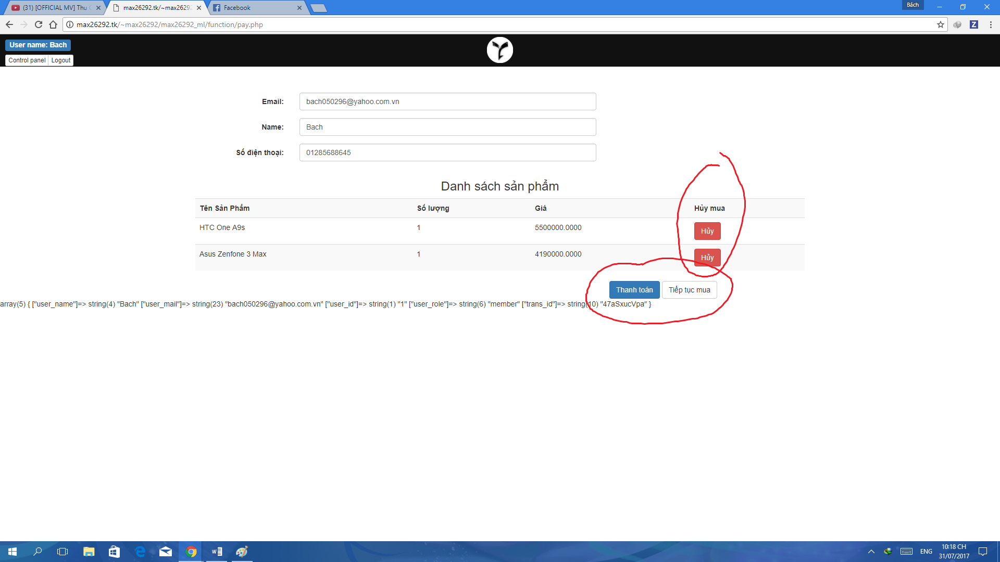 (31) [OFFICIAL MV] Thu
max26292.tk/~max26292
Facebook
Bách
max26292.tk/~max26292/max26292_ml/function/pay.php
Z
User name: Bach
Control panel
Logout
Email:
bach050296@yahoo.com.vn
Name:
Bach
Số điện thoại:
01285688645
Danh sách sản phẩm
Tên Sản Phẩm Số lượng Giá Hủy mua
HTC One A9s 1 5500000.0000 Hủy
Asus Zenfone 3 Max 1 4190000.0000 Hủy
Thanh toán Tiếp tục mua
array(5) { ["user_name"]=> string(4) "Bach" ["user_mail"]=> string(23) "bach050296@yahoo.com.vn" ["user_id"]=> string(1) "1" ["user_role"]=> string(6) "member" ["trans_id"]=> string(10) "47aSxucVpa" }
ENG
10:18 CH
31/07/2017